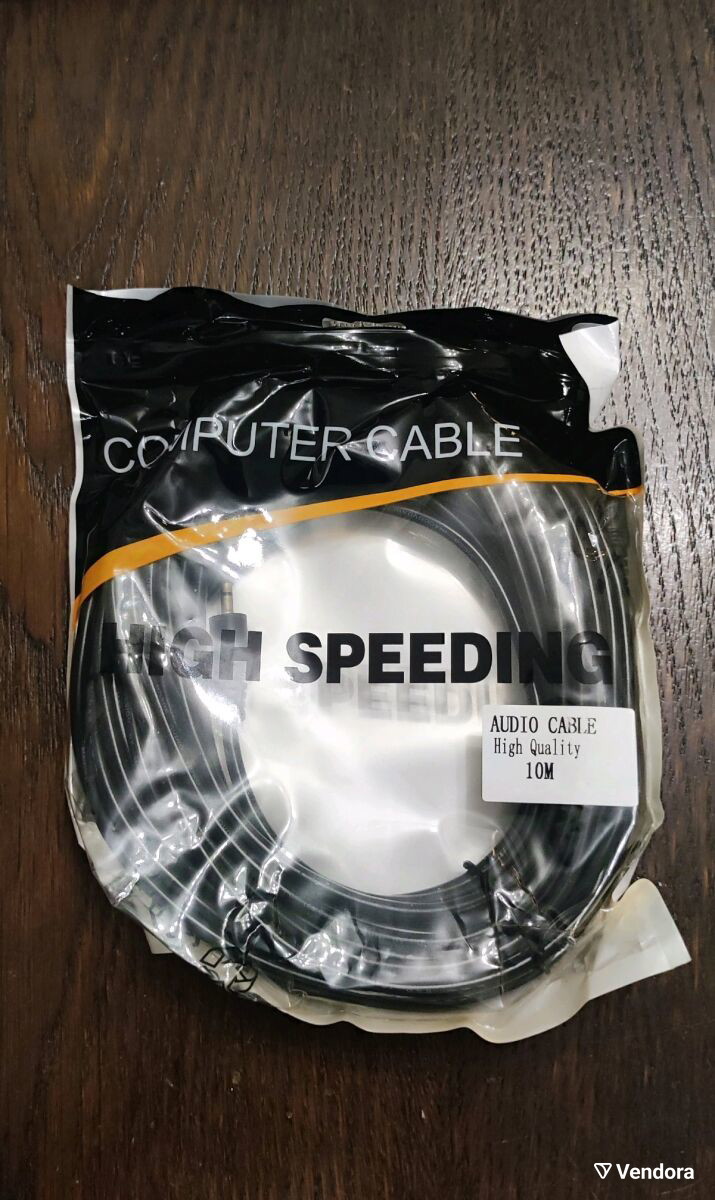 COMPUTER CABLE
HIGH SPEEDING
AUDIO CABLE
High Quality
10M
Vendora